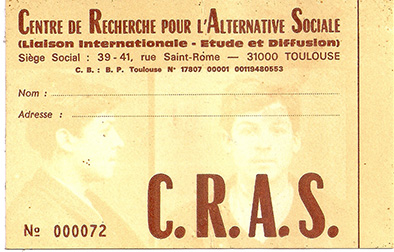 CENTRE DE RECHERCHE POUR L'ALTERNATIVE SOCIALE
(Liaison Internationale - Etude et Diffusion)
Siège Social : 39-41, rue Saint-Rome — 31000 TOULOUSE
C. B. : B. P. Toulouse N° 17807 00001 00119480553
Nom :
Adresse :
C.R.A.S.
No 000072